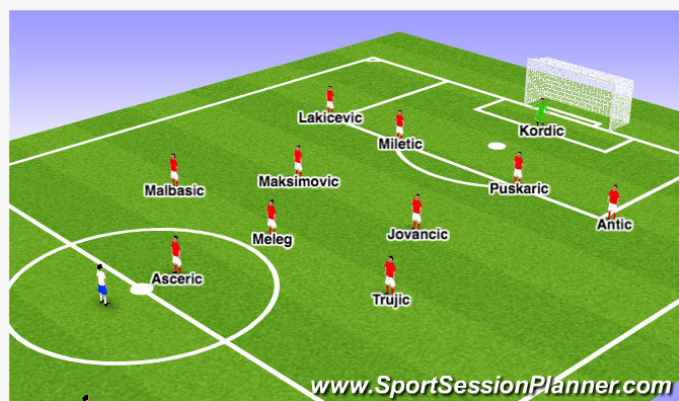 Lakicevic
Miletic
Kordic
Malbasic
Maksimovic
Puskaric
Antic
Meleg
Jovancic
Asceric
Trujic
www.SportSessionPlanner.com